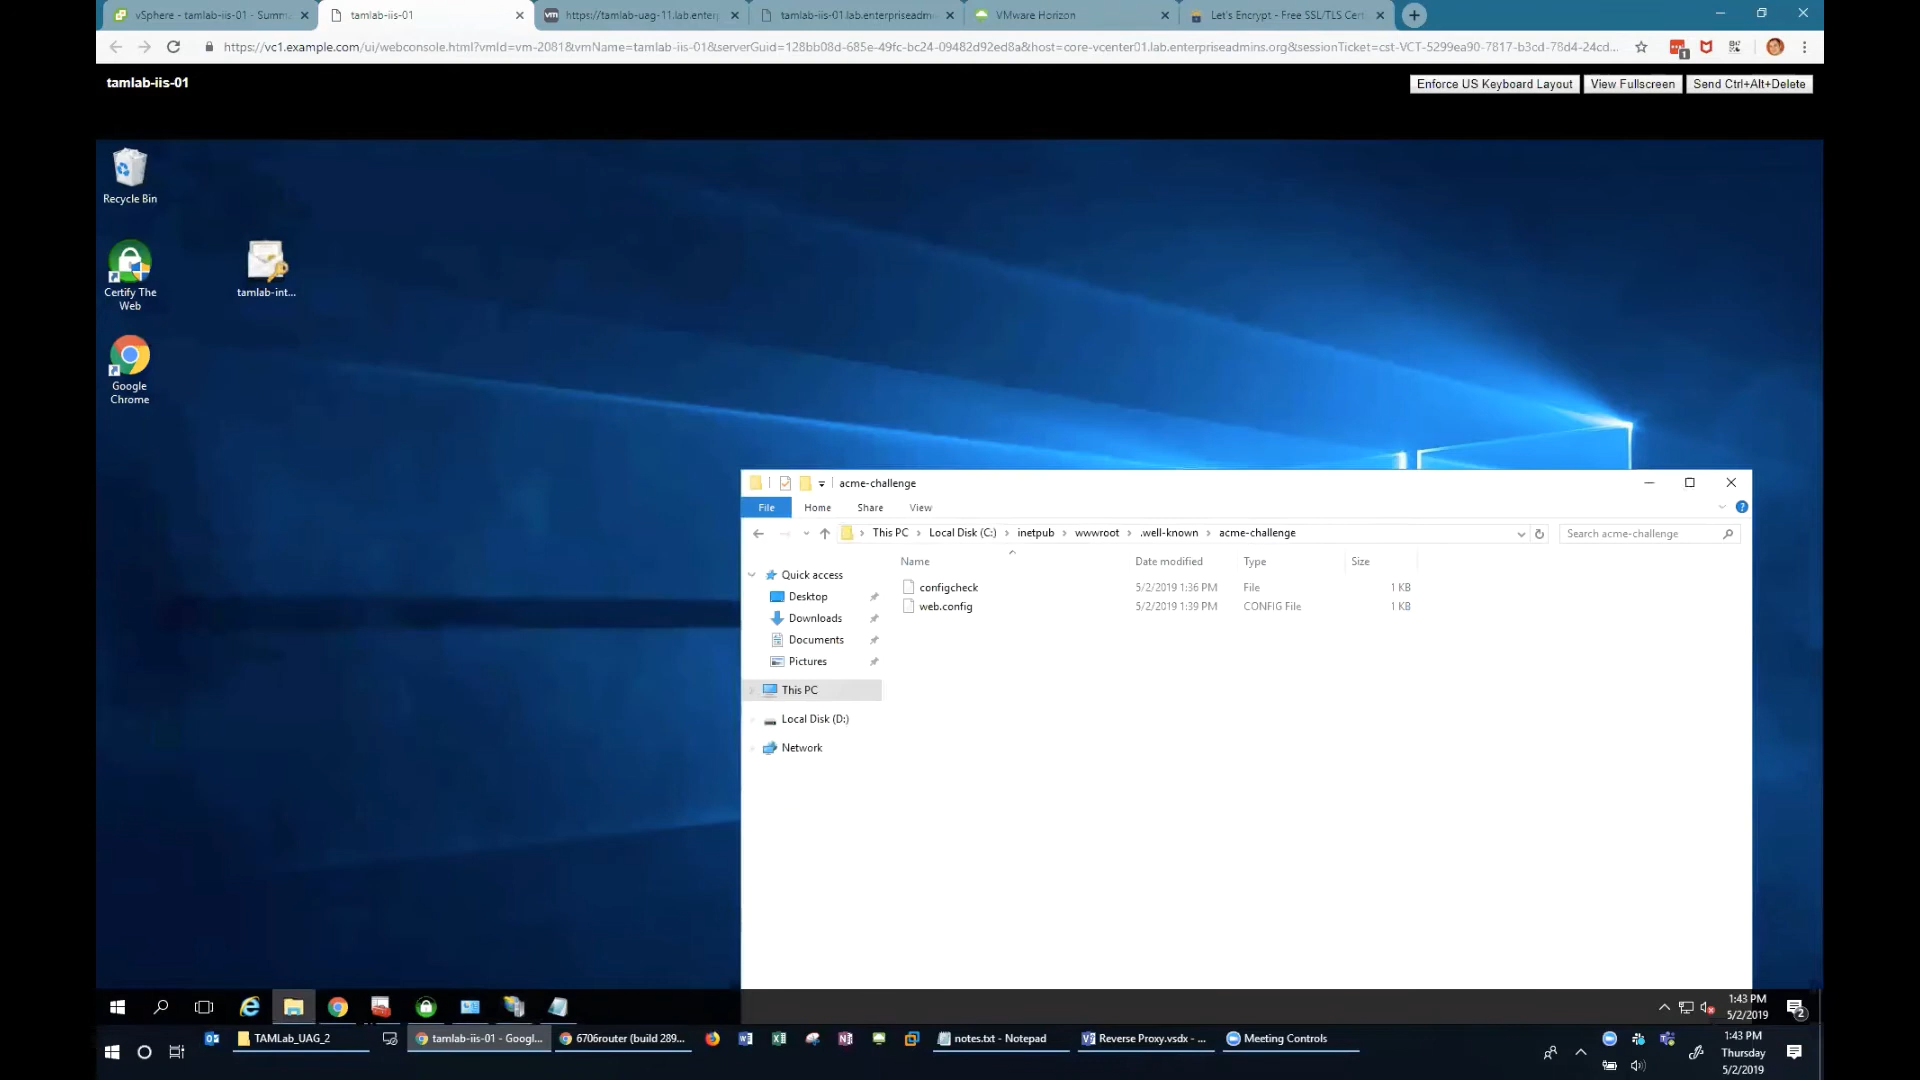 vSphere - tamlab-iis-01 - Summ
tamlab-iis-01
https://tamlab-uag-11.lab.enterp
tamlab-iis-01.lab.enterpriseadm
VMware Horizon
Let's Encrypt - Free SSL/TLS Cert
https://vc1.example.com/ui/webconsole.html?vmId=vm-2081&vmName=tamlab-iis-01&serverGuid=128bb08d-685e-49fc-bc24-09482d92ed8a&host=core-vcenter01.lab.enterpriseadmins.org&sessionTicket=cst-VCT-5299ea90-7817-b3cd-78d4-24cd...
tamlab-iis-01
Enforce US Keyboard Layout
View Fullscreen
Send Ctrl+Alt+Delete
Recycle Bin
Certify The
Web
tamlab-int...
Google
Chrome
acme-challenge
File
Home
Share
View
This PC > Local Disk (C:) > inetpub > wwwroot > .well-known > acme-challenge
Search acme-challenge
Name
Date modified
Type
Size
configcheck
5/2/2019 1:36 PM
File
1 KB
web.config
5/2/2019 1:39 PM
CONFIG File
1 KB
Quick access
Desktop
Downloads
Documents
Pictures
This PC
Local Disk (D:)
Network
1:43 PM
5/2/2019
2
TAMLab_UAG_2
tamlab-iis-01 - Googl...
6706router (build 289...
notes.txt - Notepad
Reverse Proxy.vsdx - ...
Meeting Controls
1:43 PM
Thursday
5/2/2019